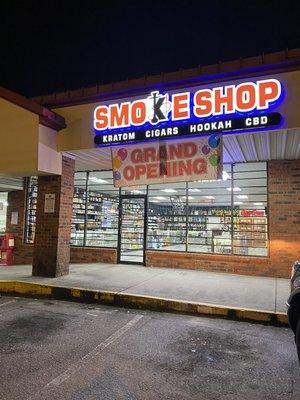 SMOKE SHOP
KRATOM CIGARS HOOKAH CBD
GRAND
OPENING